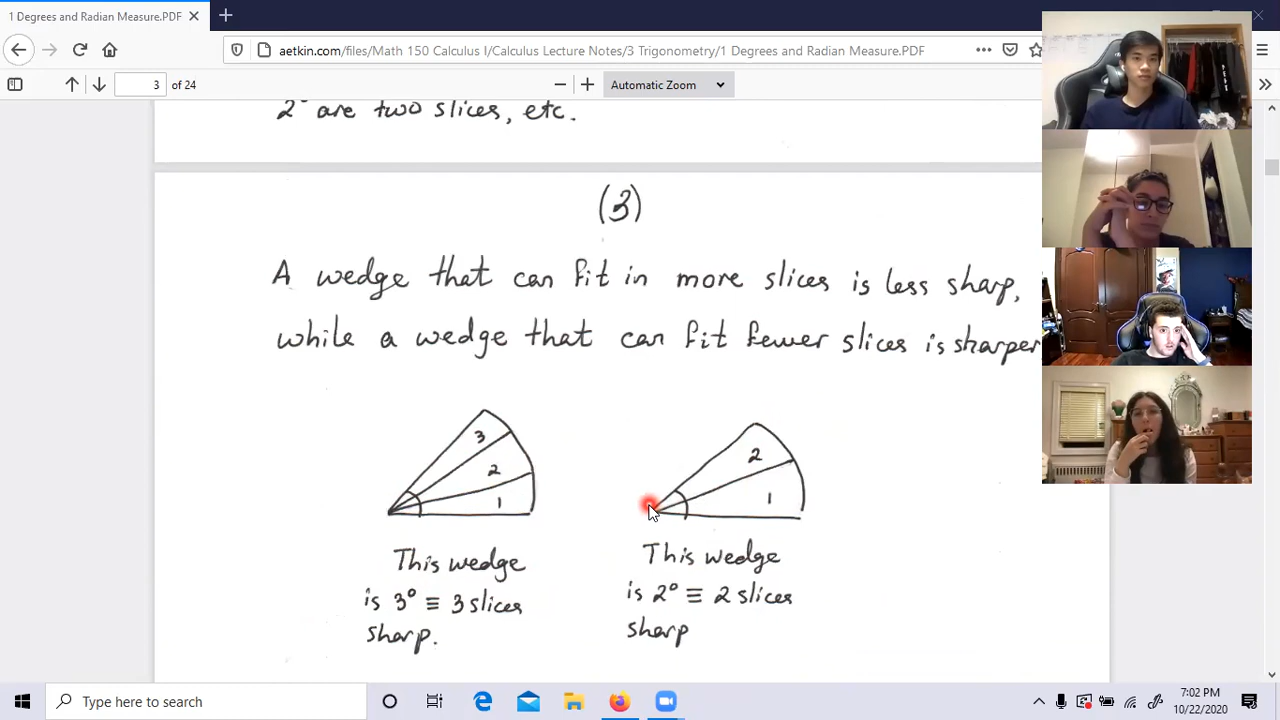 1 Degrees and Radian Measure.PDF
aetkin.com/files/Math 150 Calculus Lecture Notes/3 Trigonometry/1 Degrees and Radian Measure.PDF
3 of 24
Automatic Zoom
2° are two slices, etc.
(3)
A wedge that can fit in more slices is less sharp,
while a wedge that can fit fewer slices is sharper
3
2
1
2
1
This wedge
is 3° ≡ 3 slices
sharp.
This wedge
is 2° ≡ 2 slices
sharp
Type here to search
7:02 PM
10/22/2020